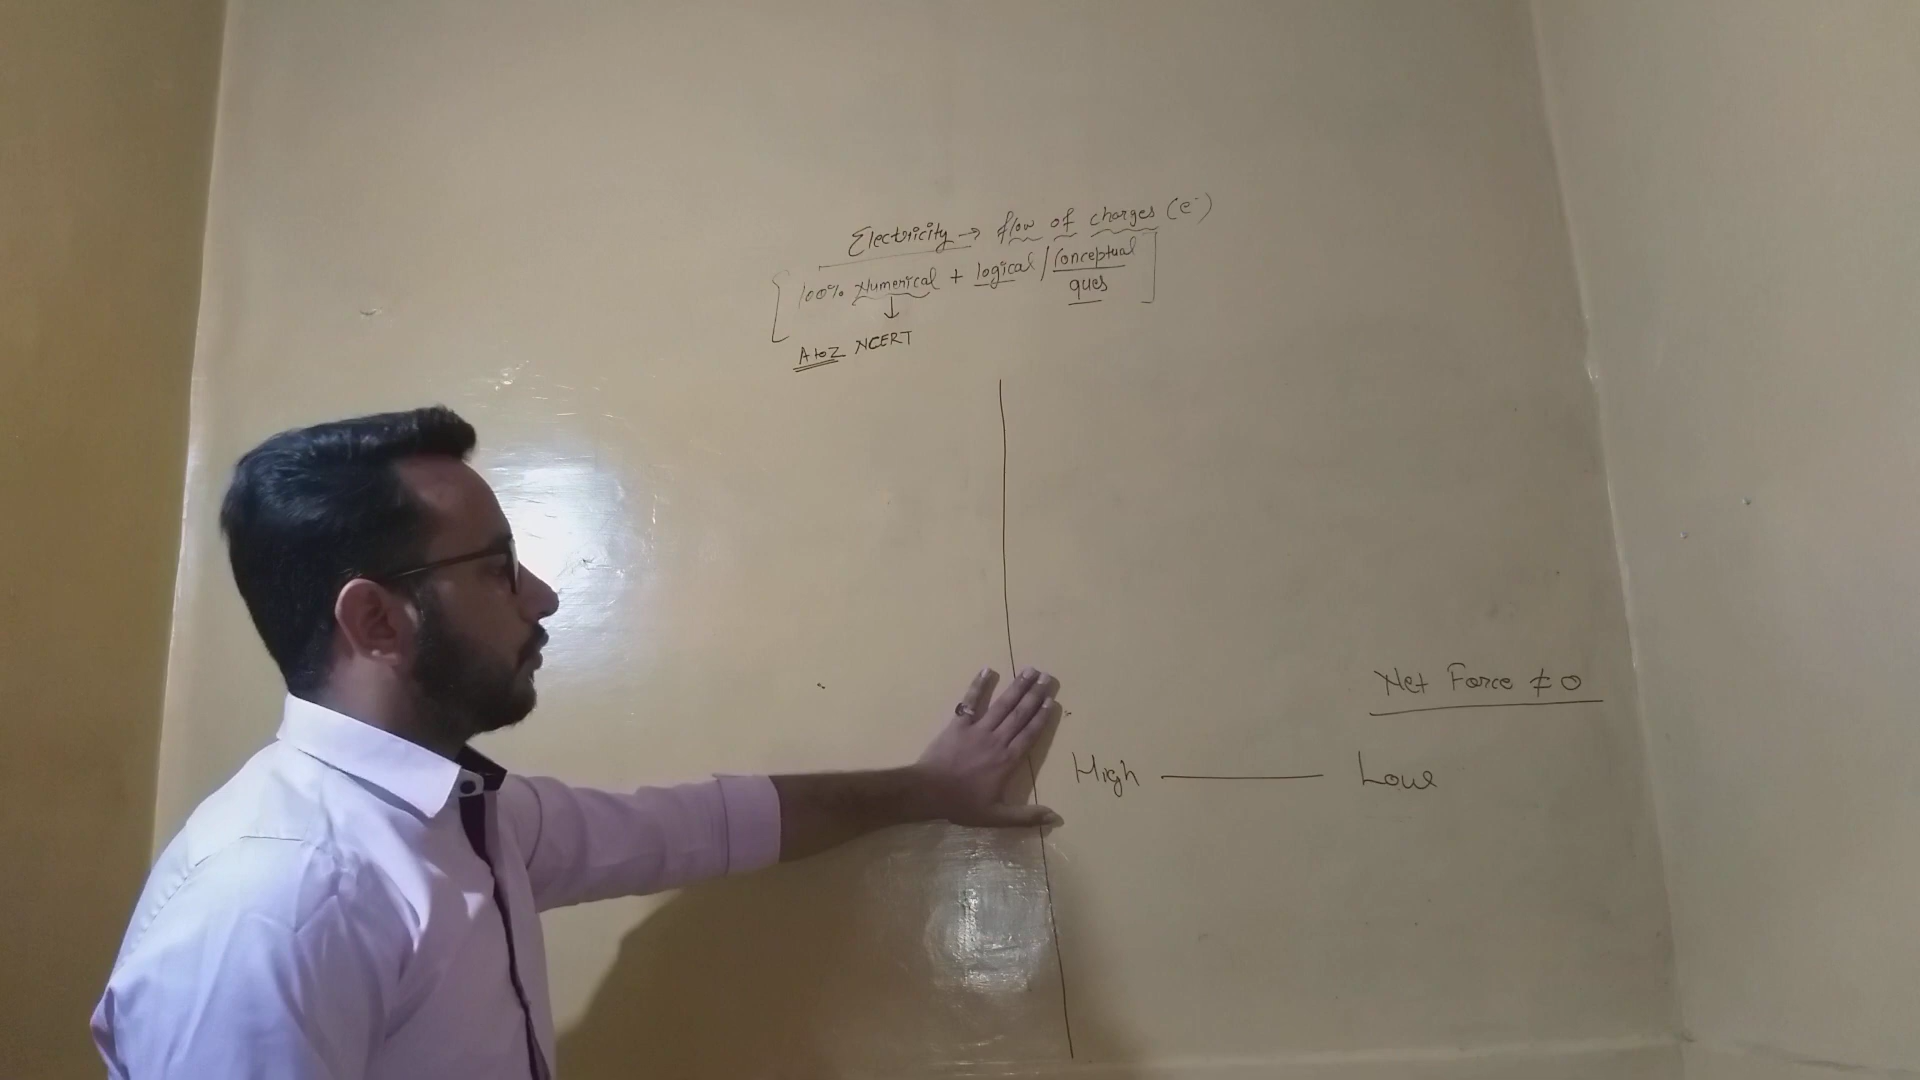 Electricity → flow of charges (e⁻)
[100% Numerical + logical / Conceptual
ques]
↓
A to Z NCERT
Net Force ≠ 0
High ——— Low